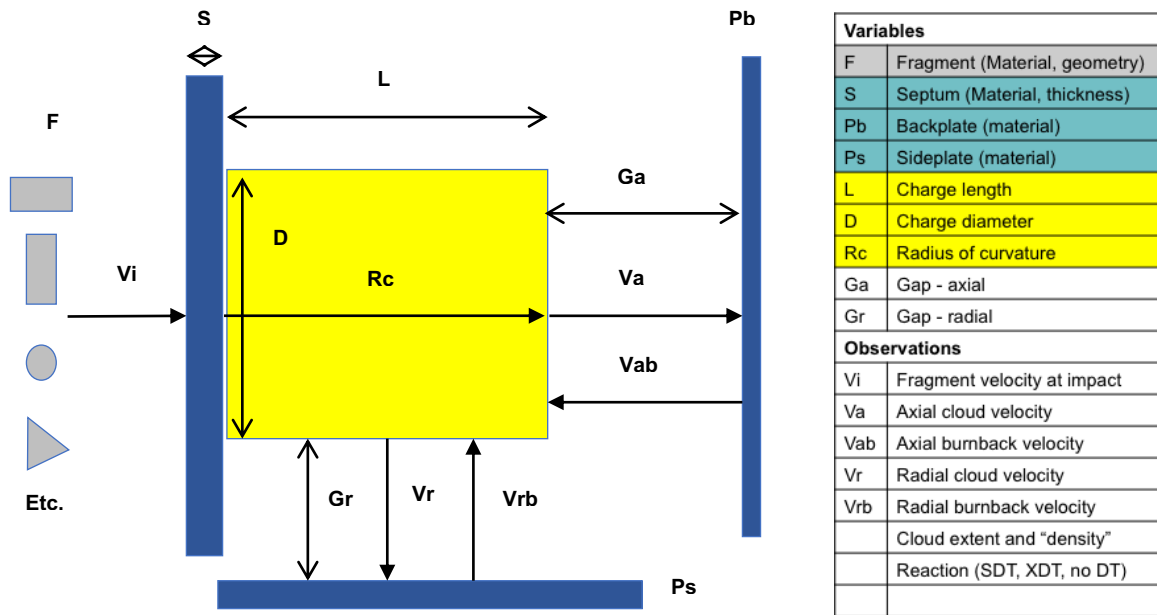 S
Pb
L
F
Ga
D
Vi
Rc
Va
Vab
Gr
Vr
Vrb
Etc.
Ps
Variables
F Fragment (Material, geometry)
S Septum (Material, thickness)
Pb Backplate (material)
Ps Sideplate (material)
L Charge length
D Charge diameter
Rc Radius of curvature
Ga Gap - axial
Gr Gap - radial
Observations
Vi Fragment velocity at impact
Va Axial cloud velocity
Vab Axial burnback velocity
Vr Radial cloud velocity
Vrb Radial burnback velocity
Cloud extent and “density”
Reaction (SDT, XDT, no DT)